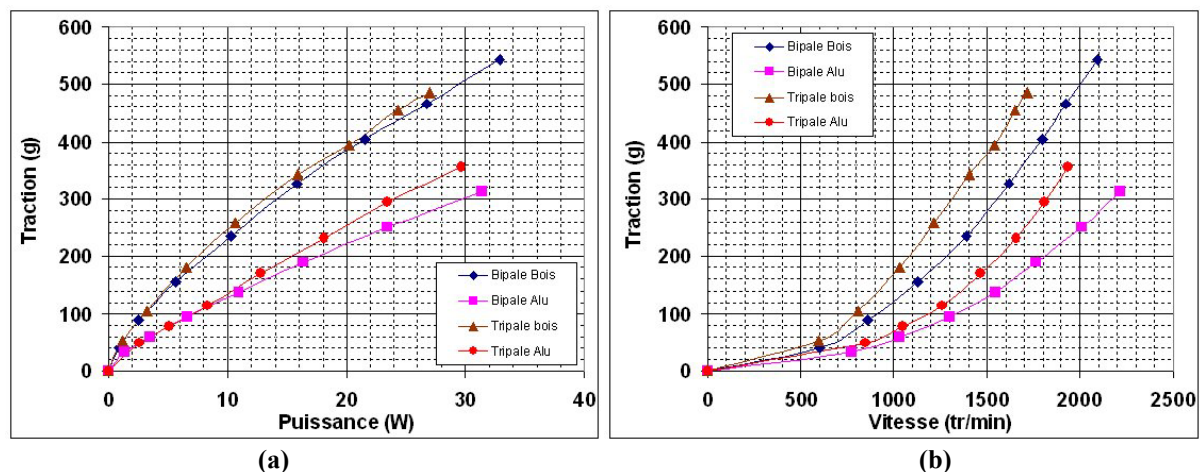 600
500
400
300
200
100
0
Traction (g)
0
10
20
30
40
Puissance (W)
Bipale Bois
Bipale Alu
Tripale bois
Tripale Alu
(a)
600
500
400
300
200
100
0
Traction (g)
Bipale Bois
Bipale Alu
Tripale bois
Tripale Alu
0
500
1000
1500
2000
2500
Vitesse (tr/min)
(b)